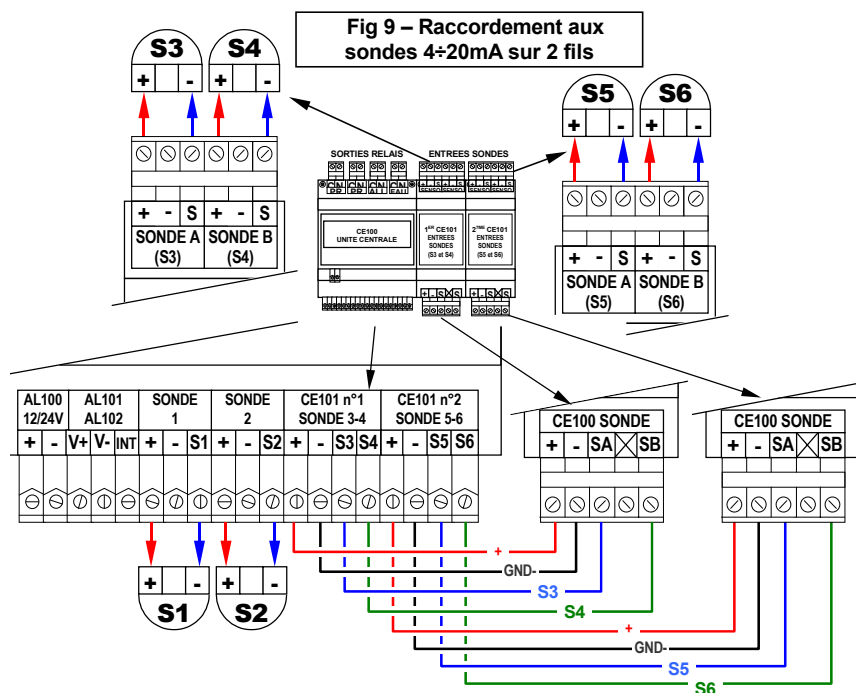 Fig 9 – Raccordement aux
sondes 4÷20mA sur 2 fils
S3 S4
+ - + -
S5 S6
+ - + -
SORTIES RELAIS ENTREES SONDES
CE100
UNITE CENTRALE
1ER CE101
ENTREES
SONDES
(S3 et S4)
2ÈME CE101
ENTREES
SONDES
(S5 et S6)
+ - S X S
+ - S X S
+ - S + - S
SONDE A SONDE B
(S3) (S4)
+ - S + - S
SONDE A SONDE B
(S5) (S6)
AL100 AL101 SONDE SONDE CE101 n°1 CE101 n°2
12/24V AL102 1 2 SONDE 3-4 SONDE 5-6
+ - V+ V- INT + - S1 + - S2 + - S3 S4 + - S5 S6
CE100 SONDE
+ - SA X SB
CE100 SONDE
+ - SA X SB
+ - + -
S1 S2
+
GND-
S3
S4
+
GND-
S5
S6